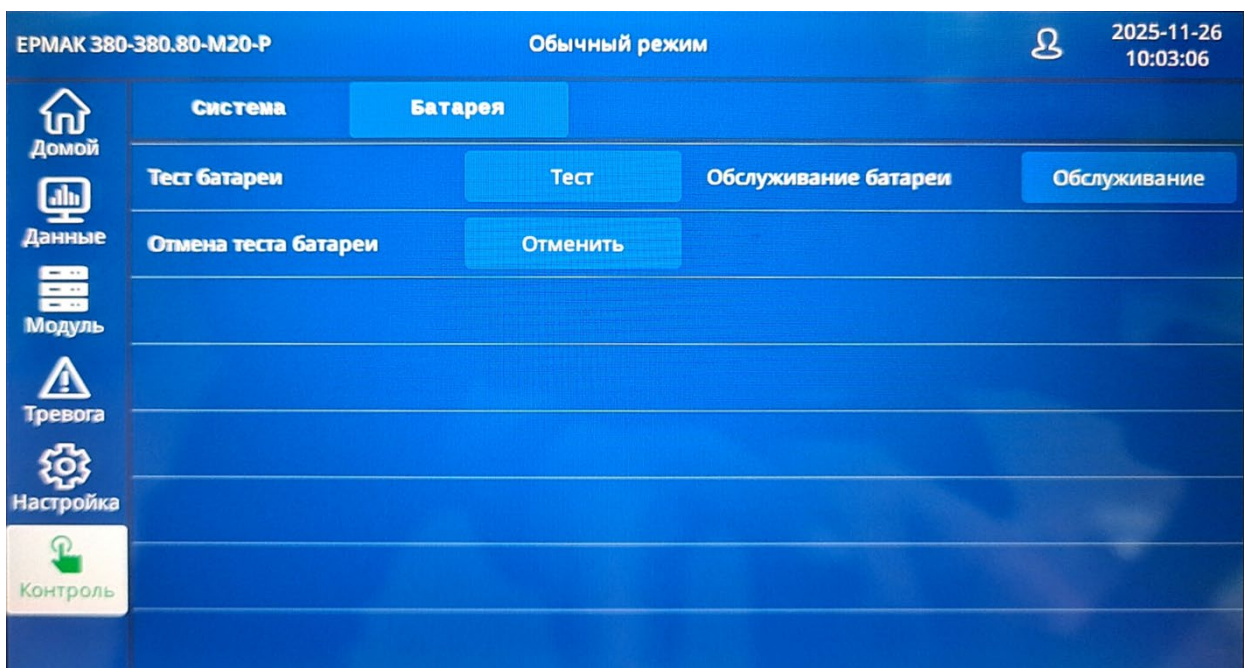 ЕРМАК 380-380.80-М20-Р
Обычный режим
2025-11-26
10:03:06
Домой
Данные
Модуль
Тревога
Настройка
Контроль
Система Батарея
Тест батареи Тест Обслуживание батареи Обслуживание
Отмена теста батареи Отменить